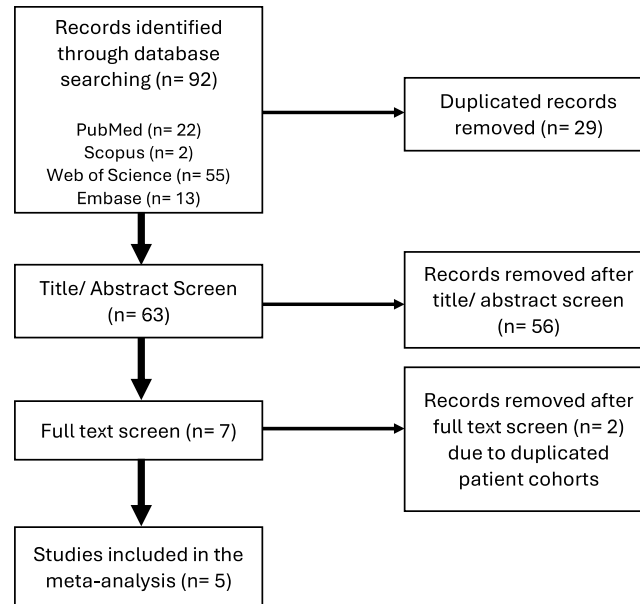 Records identified
through database
searching (n= 92)
PubMed (n= 22)
Scopus (n= 2)
Web of Science (n= 55)
Embase (n= 13)
Duplicated records
removed (n= 29)
Title/ Abstract Screen
(n= 63)
Records removed after
title/ abstract screen
(n= 56)
Full text screen (n= 7)
Records removed after
full text screen (n= 2)
due to duplicated
patient cohorts
Studies included in the
meta-analysis (n= 5)